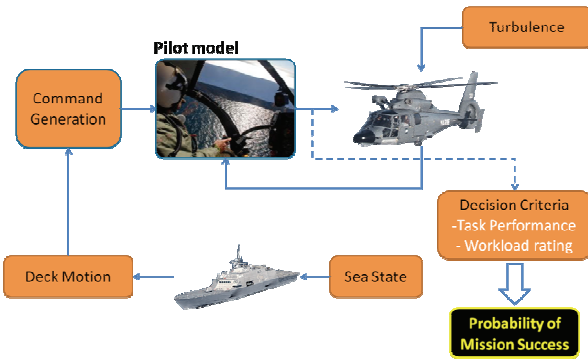 Turbulence
Pilot model
Command
Generation
Decision Criteria
-Task Performance
- Workload rating
Deck Motion
Sea State
Probability of
Mission Success